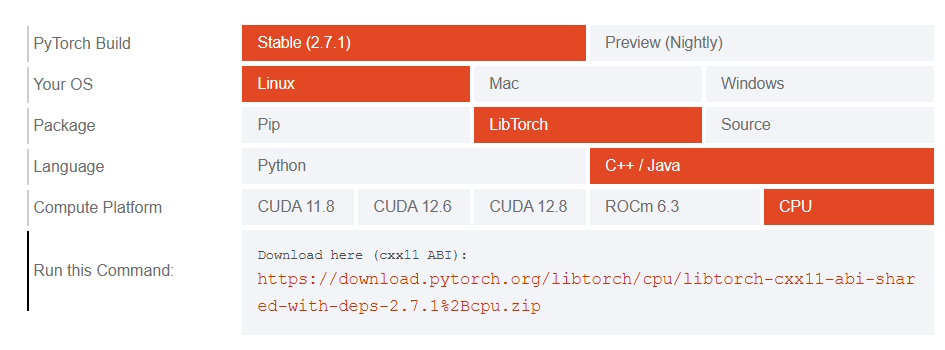 PyTorch Build
Stable (2.7.1)
Preview (Nightly)
Your OS
Linux
Mac
Windows
Package
Pip
LibTorch
Source
Language
Python
C++ / Java
Compute Platform
CUDA 11.8
CUDA 12.6
CUDA 12.8
ROCm 6.3
CPU
Run this Command:
Download here (cxx11 ABI):
https://download.pytorch.org/libtorch/cpu/libtorch-cxx11-abi-shar
ed-with-deps-2.7.1%2Bcpu.zip